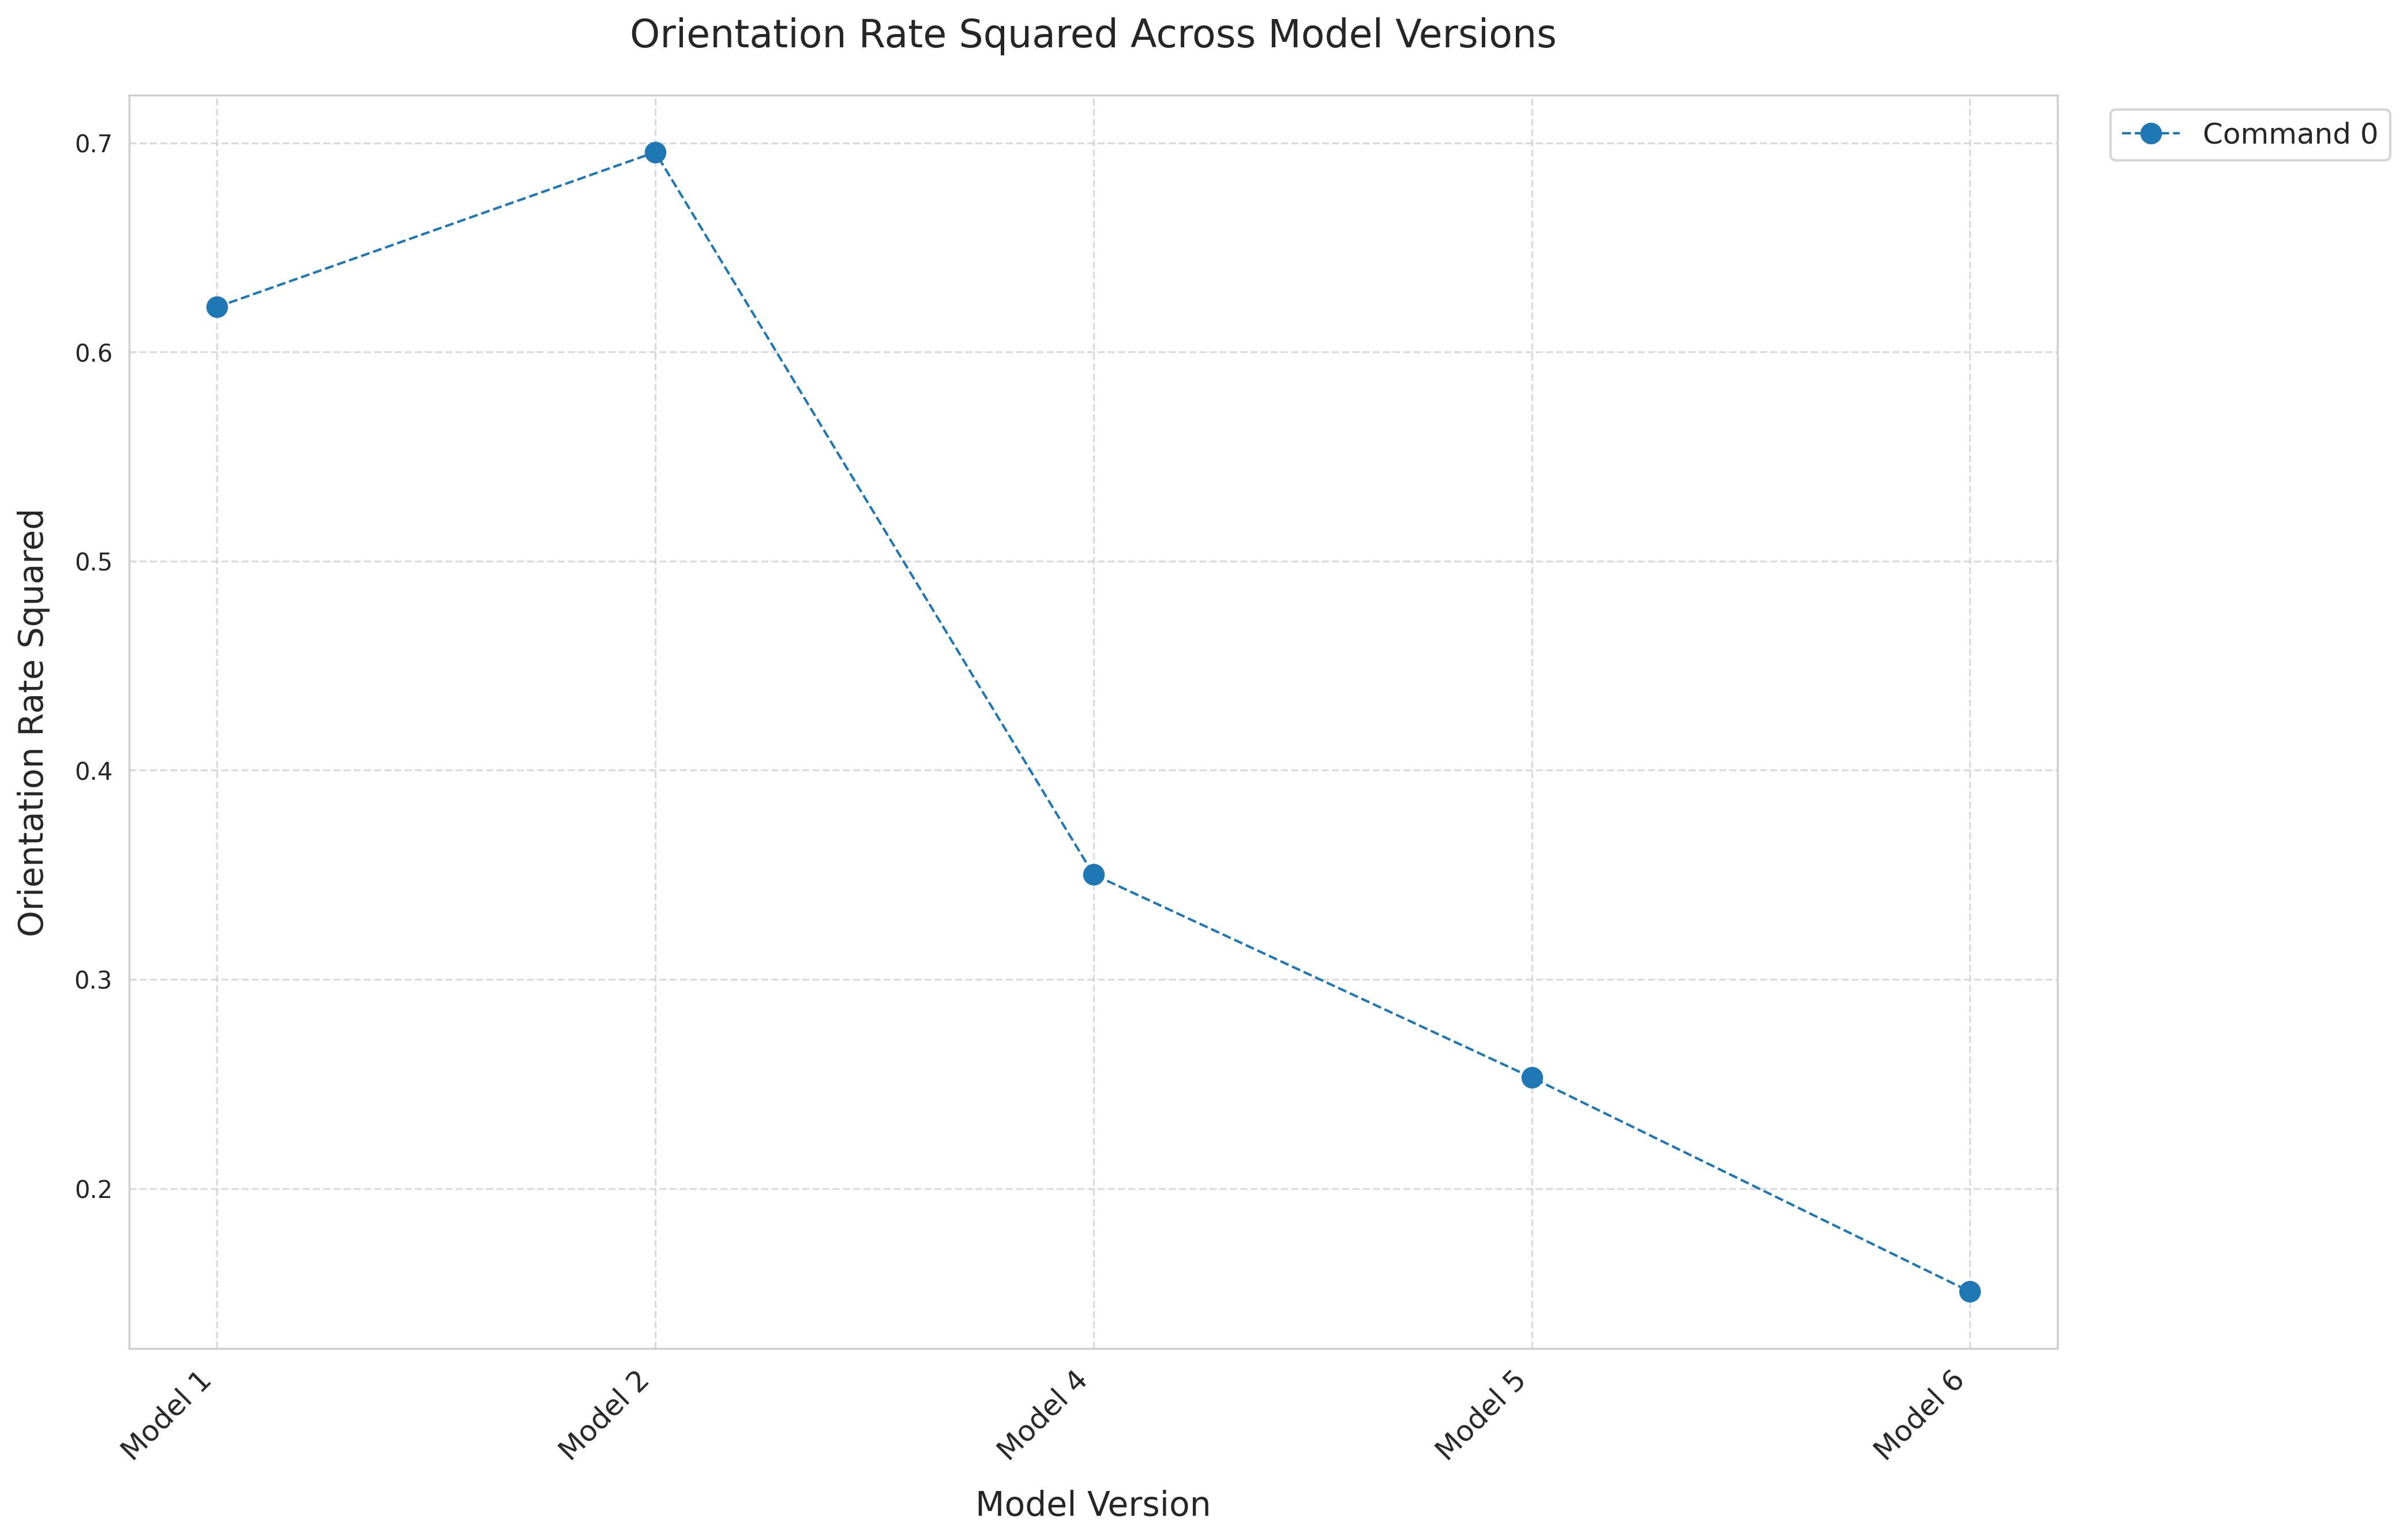 Orientation Rate Squared Across Model Versions
Command 0
Orientation Rate Squared
0.7
0.6
0.5
0.4
0.3
0.2
Model 1
Model 2
Model 4
Model 5
Model 6
Model Version